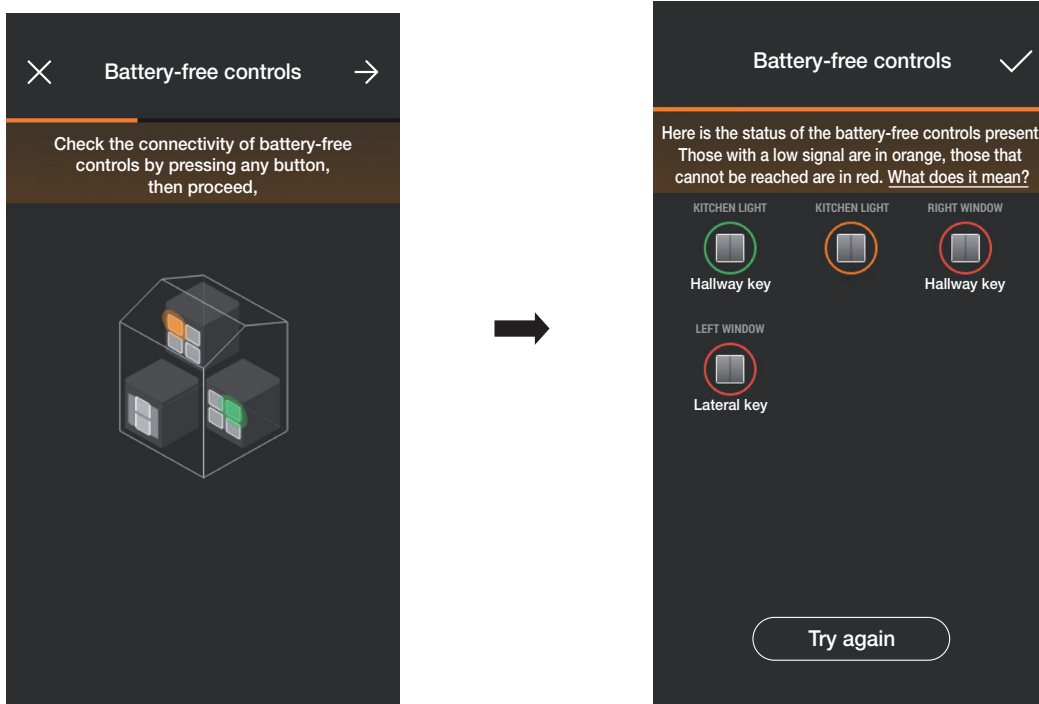 Battery-free controls
Check the connectivity of battery-free
controls by pressing any button,
then proceed,
Battery-free controls
Here is the status of the battery-free controls present
Those with a low signal are in orange, those that
cannot be reached are in red. What does it mean?
KITCHEN LIGHT
Hallway key
KITCHEN LIGHT
RIGHT WINDOW
Hallway key
LEFT WINDOW
Lateral key
Try again